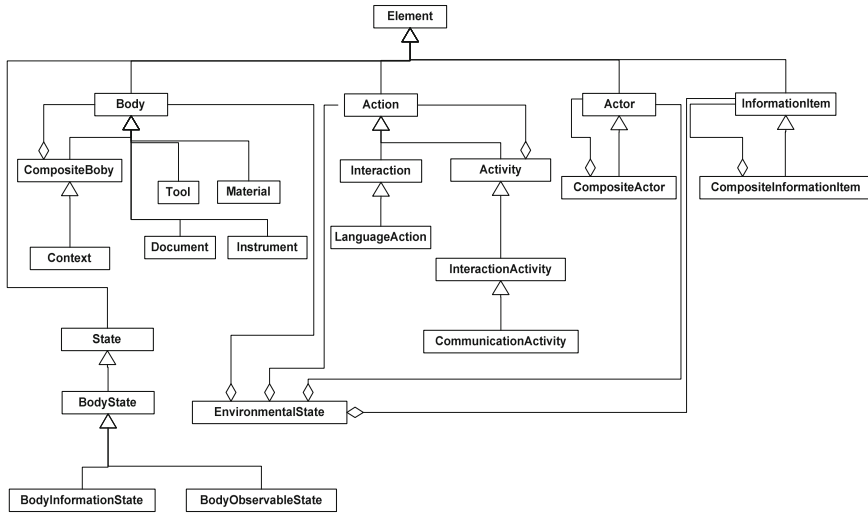 Element
Body
Action
Actor
InformationItem
CompositeBoby
Tool
Material
Interaction
Activity
CompositeActor
CompositeInformationItem
Document
Instrument
LanguageAction
Context
InteractionActivity
State
CommunicationActivity
BodyState
EnvironmentalState
BodyInformationState
BodyObservableState